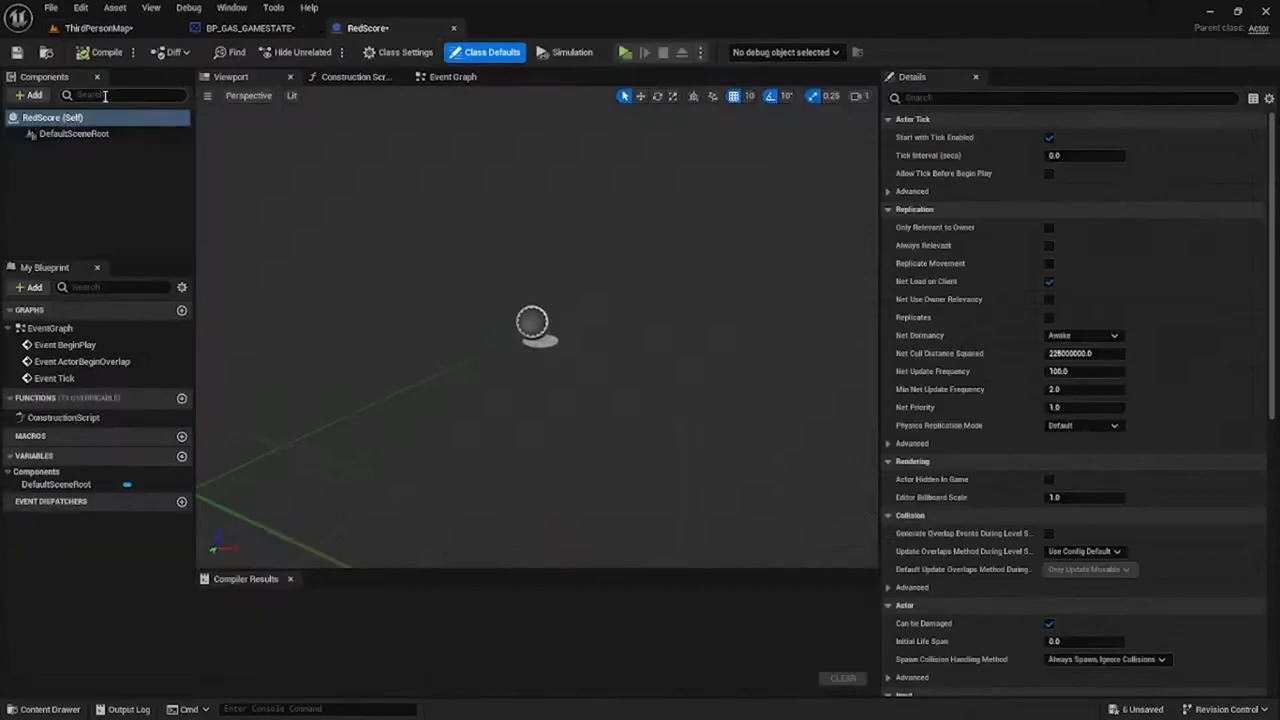 File Edit Asset View Debug Window Tools Help
ThirdPersonMap• BP_GAS_GAMESTATE• RedScore•
Parent class: Actor
Compile Diff Find Hide Unrelated Class Settings Class Defaults Simulation No debug object selected
Components
Add Search
RedScore (Self)
DefaultSceneRoot
My Blueprint
Add Search
GRAPHS
EventGraph
Event BeginPlay
Event ActorBeginOverlap
Event Tick
FUNCTIONS
ConstructionScript
MACROS
VARIABLES
Components
DefaultSceneRoot
EVENT DISPATCHERS
Viewport Construction Scr... Event Graph
Perspective Lit 10 10° 0.25 1
Compiler Results
CLEAR
Details
Search
Actor Tick
Start with Tick Enabled
Tick Interval (secs) 0.0
Allow Tick Before Begin Play
Advanced
Replication
Only Relevant to Owner
Always Relevant
Replicate Movement
Net Load on Client
Net Use Owner Relevancy
Replicates
Net Dormancy Awake
Net Cull Distance Squared 225000000.0
Net Update Frequency 100.0
Min Net Update Frequency 2.0
Net Priority 1.0
Physics Replication Mode Default
Advanced
Rendering
Actor Hidden In Game
Editor Billboard Scale 1.0
Collision
Generate Overlap Events During Level S...
Update Overlaps Method During Level S... Use Config Default
Default Update Overlaps Method During... Only Update Movable
Advanced
Actor
Can be Damaged
Initial Life Span 0.0
Spawn Collision Handling Method Always Spawn, Ignore Collisions
Advanced
Input
Content Drawer Output Log Cmd Enter Console Command 6 Unsaved Revision Control